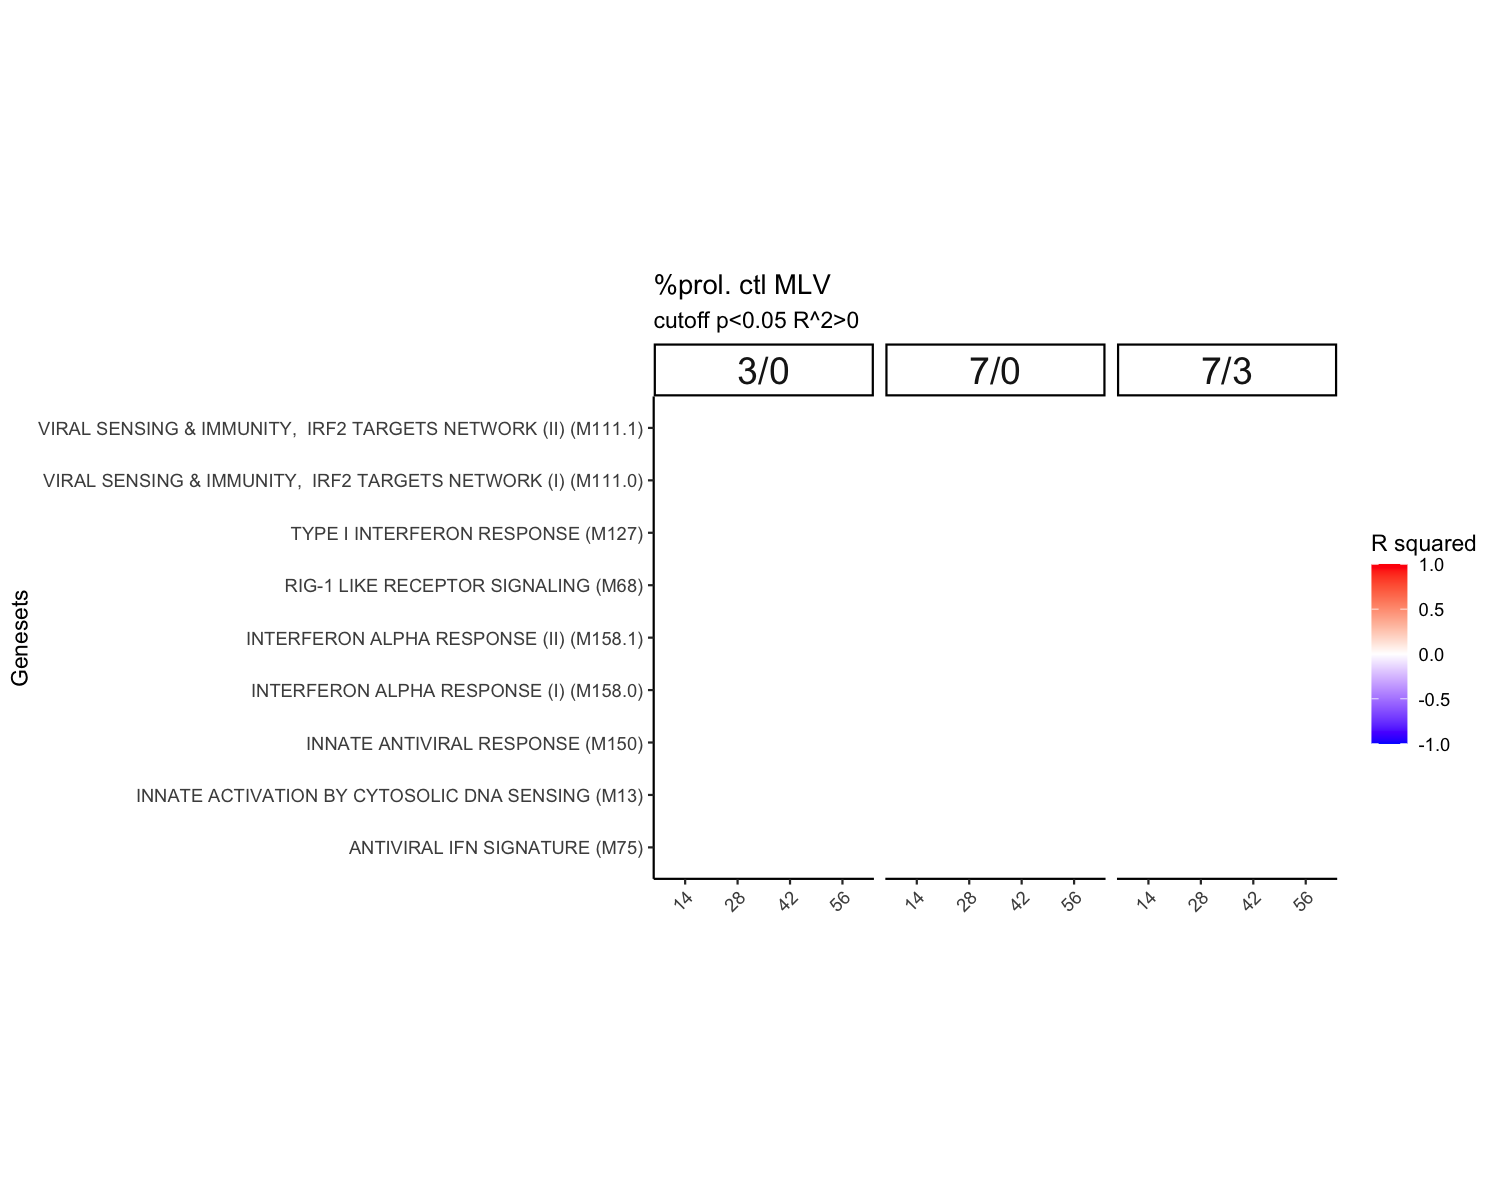 %prol. ctl MLV
cutoff p<0.05 R^2>0
3/0 7/0 7/3
Genesets
VIRAL SENSING & IMMUNITY,  IRF2 TARGETS NETWORK (II) (M111.1)
VIRAL SENSING & IMMUNITY,  IRF2 TARGETS NETWORK (I) (M111.0)
TYPE I INTERFERON RESPONSE (M127)
RIG-1 LIKE RECEPTOR SIGNALING (M68)
INTERFERON ALPHA RESPONSE (II) (M158.1)
INTERFERON ALPHA RESPONSE (I) (M158.0)
INNATE ANTIVIRAL RESPONSE (M150)
INNATE ACTIVATION BY CYTOSOLIC DNA SENSING (M13)
ANTIVIRAL IFN SIGNATURE (M75)
14 28 42 56 14 28 42 56 14 28 42 56
R squared
1.0
0.5
0.0
-0.5
-1.0